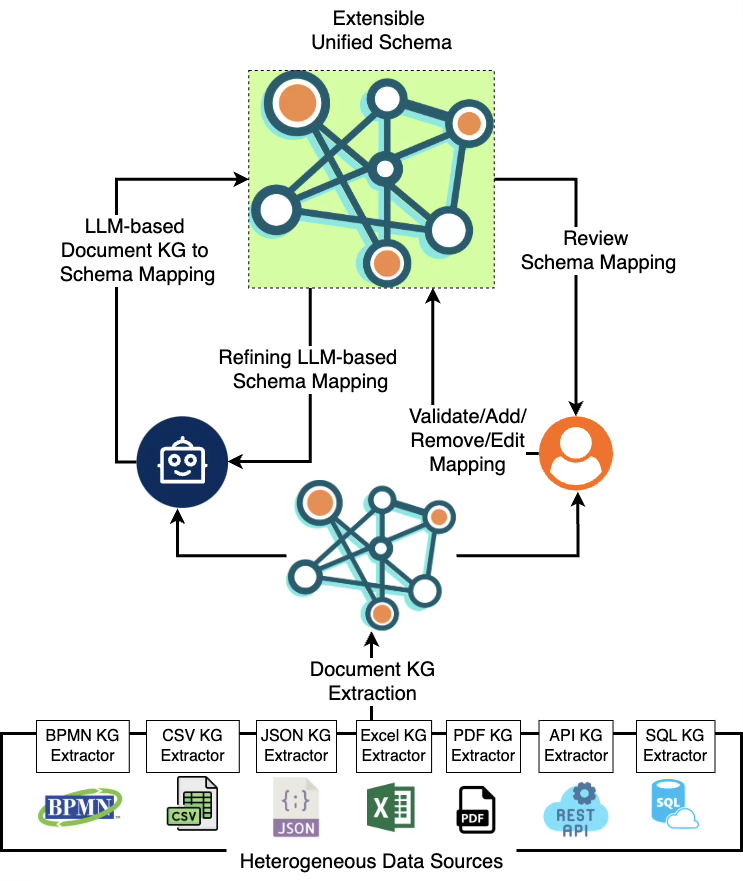 Extensible
Unified Schema
LLM-based
Document KG to
Schema Mapping
Review
Schema Mapping
Refining LLM-based
Schema Mapping
Validate/Add/
Remove/Edit
Mapping
Document KG
Extraction
BPMN KG
Extractor
CSV KG
Extractor
JSON KG
Extractor
Excel KG
Extractor
PDF KG
Extractor
API KG
Extractor
SQL KG
Extractor
BPMN
CSV
{;}
JSON
X
PDF
REST
API
SQL
Heterogeneous Data Sources